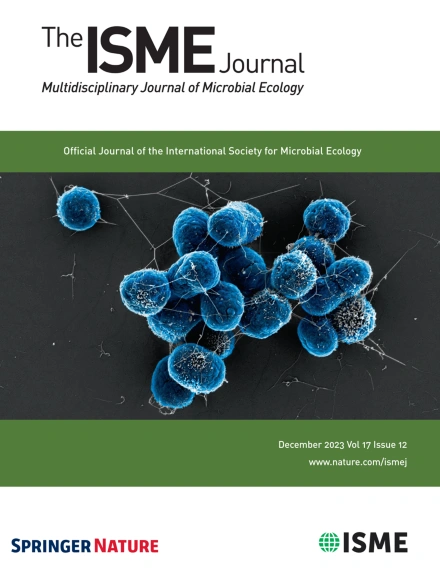 The ISME Journal
Multidisciplinary Journal of Microbial Ecology
Official Journal of the International Society for Microbial Ecology
December 2023 Vol 17 Issue 12
www.nature.com/ismej
SPRINGER NATURE
ISME